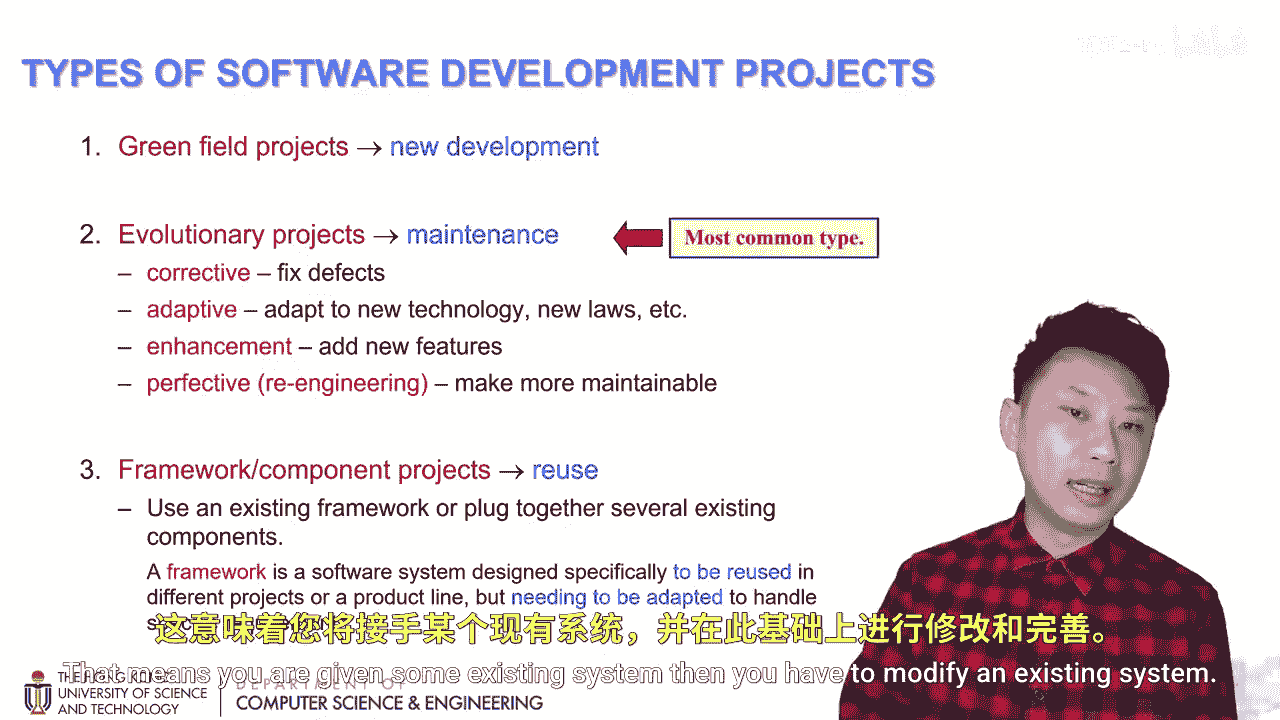 TYPES OF SOFTWARE DEVELOPMENT PROJECTS
1. Green field projects → new development
2. Evolutionary projects → maintenance
Most common type.
– corrective – fix defects
– adaptive – adapt to new technology, new laws, etc.
– enhancement – add new features
– perfective (re-engineering) – make more maintainable
3. Framework/component projects → reuse
– Use an existing framework or plug together several existing
components.
A framework is a software system designed specifically to be reused in
different projects or a product line, but needing to be adapted to handle
这意味着您将接手某个现有系统，并在此基础上进行修改和完善。
That means you are given some existing system then you have to modify an existing system.
THE HONG KONG
UNIVERSITY OF SCIENCE
AND TECHNOLOGY
DEPARTMENT OF
COMPUTER SCIENCE & ENGINEERING